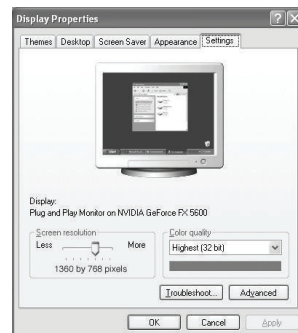 Display Properties
Themes Desktop Screen Saver Appearance Settings
Display:
Plug and Play Monitor on NVIDIA GeForce FX 5600
Screen resolution
Less More
1360 by 768 pixels
Color quality
Highest (32 bit)
Troubleshoot... Advanced
OK Cancel Apply